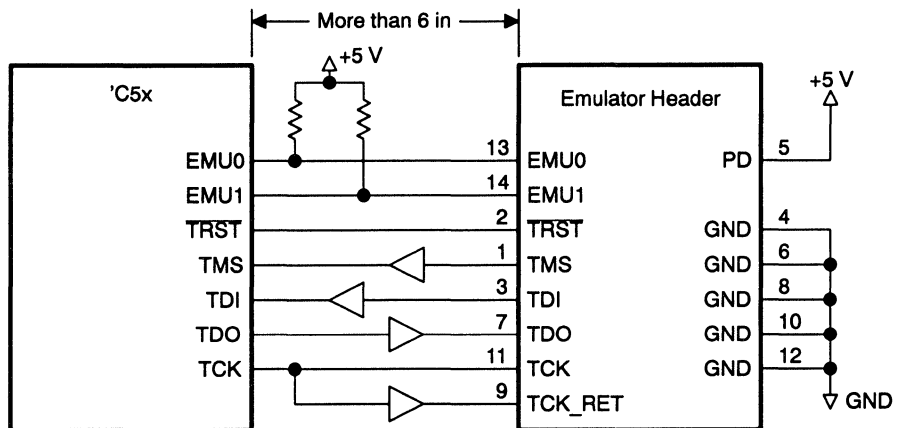 More than 6 in
+5 V
'C5x
Emulator Header
+5 V
EMU0 13 EMU0 PD 5
EMU1 14 EMU1
TRST 2 TRST GND 4
TMS 1 TMS GND 6
TDI 3 TDI GND 8
TDO 7 TDO GND 10
TCK 11 TCK GND 12
9 TCK_RET GND